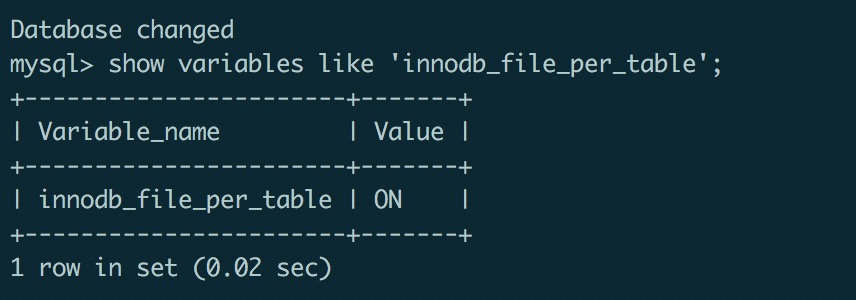 Database changed
mysql> show variables like 'innodb_file_per_table';
+-----------------------+-------+
| Variable_name         | Value |
+-----------------------+-------+
| innodb_file_per_table | ON    |
+-----------------------+-------+
1 row in set (0.02 sec)